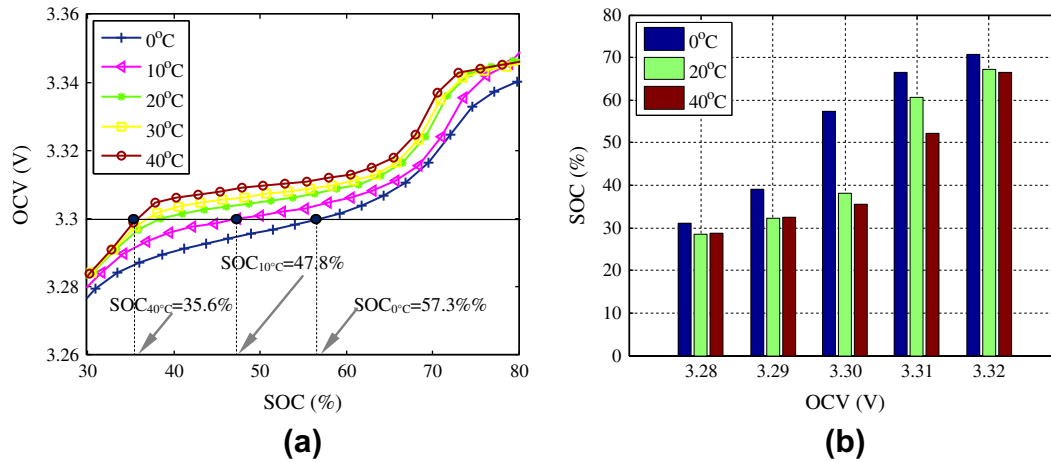 3.36
3.34
3.32
3.3
3.28
3.26
OCV (V)
0°C
10°C
20°C
30°C
40°C
SOC10°C=47.8%
SOC40°C=35.6%
SOC0°C=57.3%%
30 40 50 60 70 80
SOC (%)
(a)
80
70
60
50
40
30
20
10
0
SOC (%)
0°C
20°C
40°C
3.28 3.29 3.30 3.31 3.32
OCV (V)
(b)